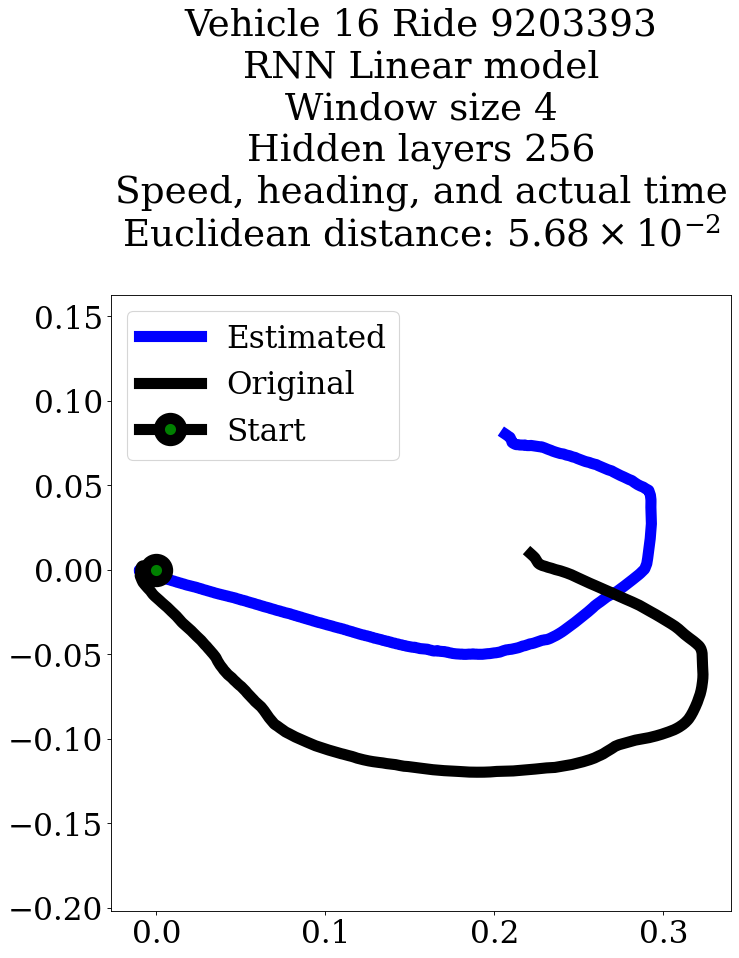 Vehicle 16 Ride 9203393
RNN Linear model
Window size 4
Hidden layers 256
Speed, heading, and actual time
Euclidean distance: 5.68 × 10⁻²
Estimated
Original
Start
0.15
0.10
0.05
0.00
−0.05
−0.10
−0.15
−0.20
0.0 0.1 0.2 0.3